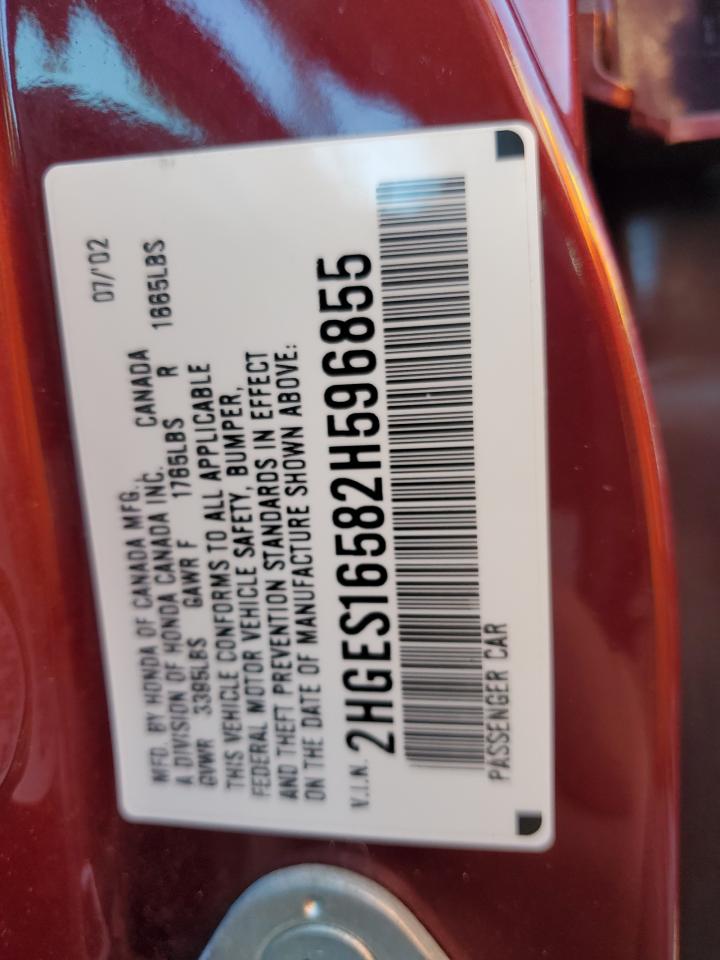 MFD. BY HONDA OF CANADA MFG., CANADA 07/'02
A DIVISION OF HONDA CANADA INC.
GVWR 3395LBS GAWR F 1765LBS R 1665LBS
THIS VEHICLE CONFORMS TO ALL APPLICABLE
FEDERAL MOTOR VEHICLE SAFETY, BUMPER,
AND THEFT PREVENTION STANDARDS IN EFFECT
ON THE DATE OF MANUFACTURE SHOWN ABOVE:
V.I.N. 2HGES16582H596855
PASSENGER CAR